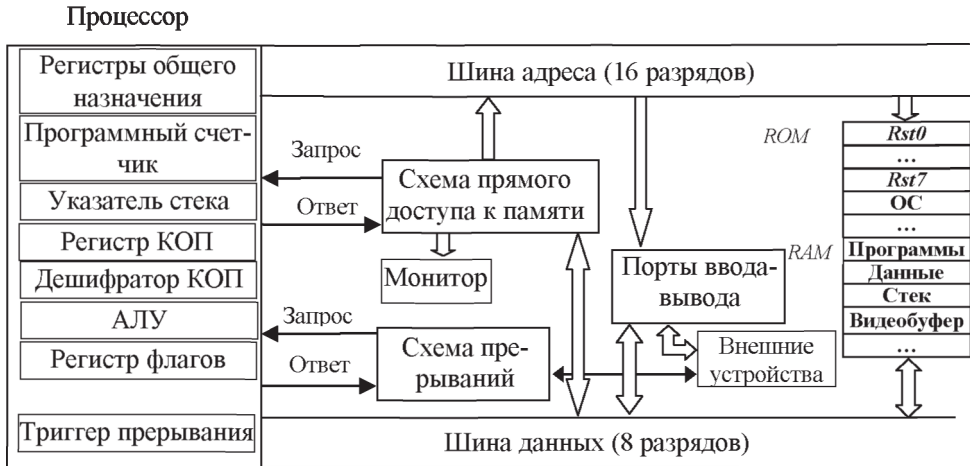 Процессор
Регистры общего
назначения
Программный счет-
чик
Указатель стека
Регистр КОП
Дешифратор КОП
АЛУ
Регистр флагов
Триггер прерывания
Шина адреса (16 разрядов)
Запрос
Ответ
Схема прямого
доступа к памяти
Монитор
Запрос
Ответ
Схема пре-
рываний
Порты ввода-
вывода
Внешние
устройства
ROM
RAM
Rst0
...
Rst7
ОС
...
Программы
Данные
Стек
Видеобуфер
...
Шина данных (8 разрядов)